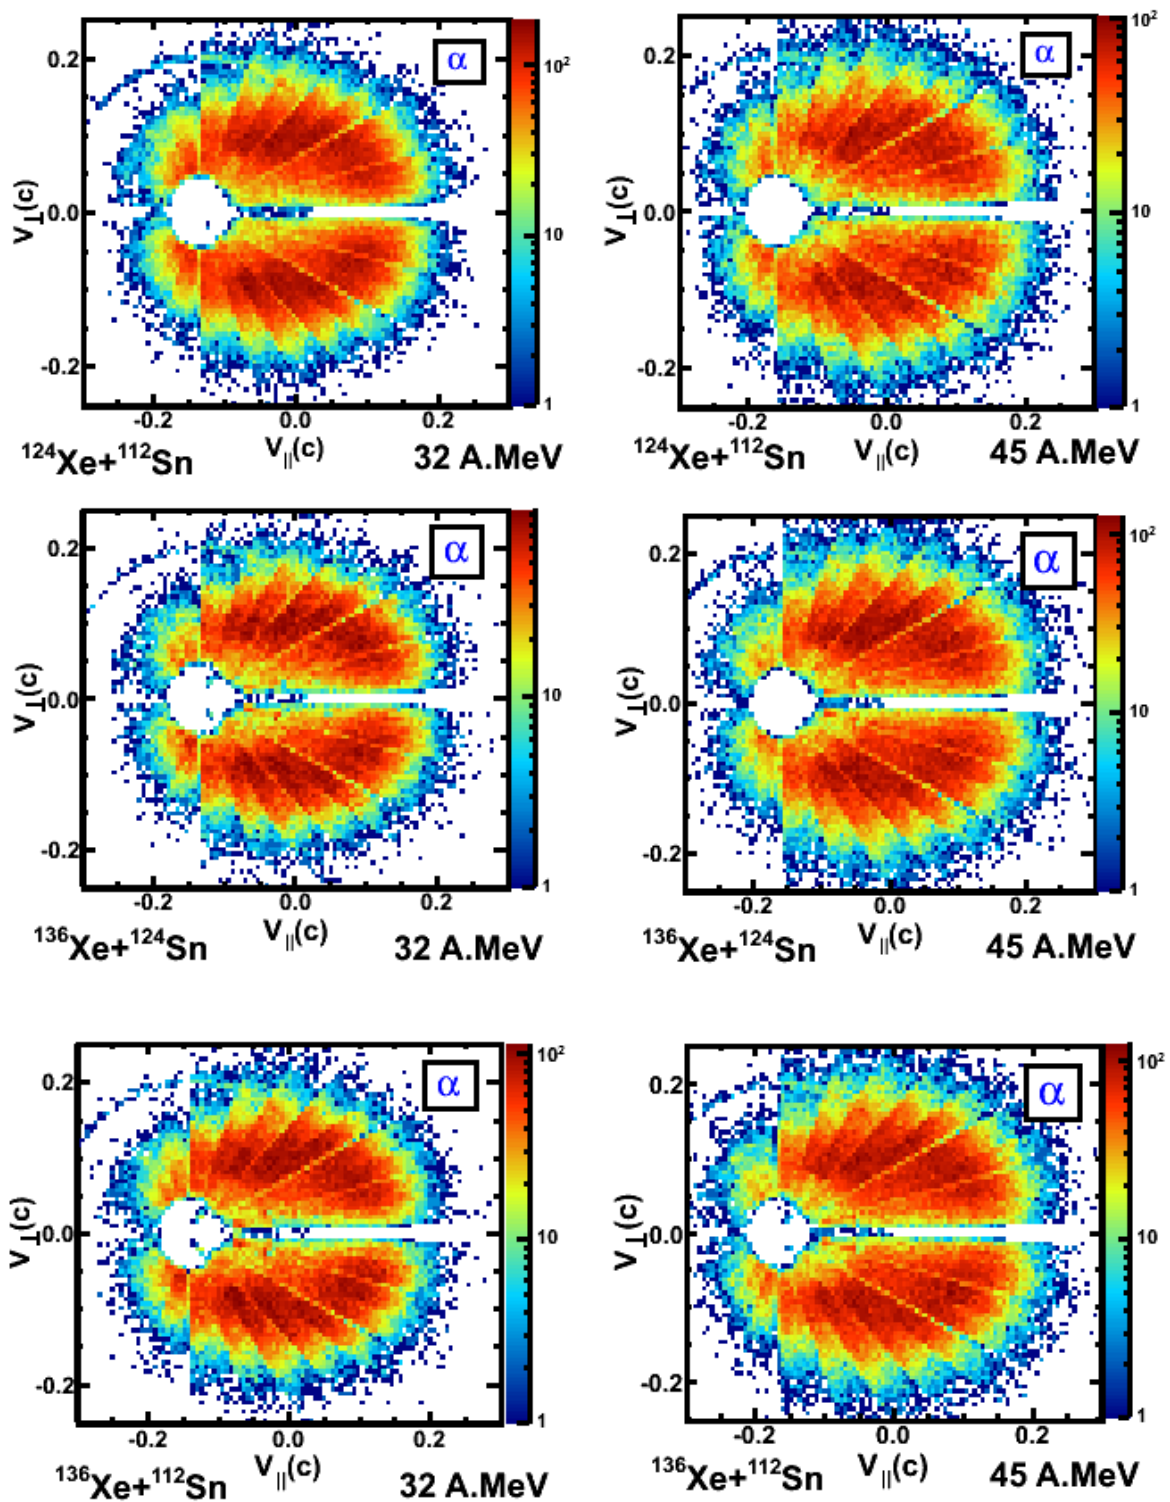 α
α
10²
10²
0.2
0.2
V⊥(c)
V⊥(c)
0.0
0.0
10
10
-0.2
-0.2
1
1
-0.2 0.0 0.2
-0.2 0.0 0.2
¹²⁴Xe+¹¹²Sn V||(c) 32 A.MeV
¹²⁴Xe+¹¹²Sn V||(c) 45 A.MeV
α
α
10²
0.2
0.2
V⊥(c)
V⊥(c)
0.0
0.0
10
10
-0.2
-0.2
1
1
-0.2 0.0 0.2
-0.2 0.0 0.2
¹³⁶Xe+¹²⁴Sn V||(c) 32 A.MeV
¹³⁶Xe+¹²⁴Sn V||(c) 45 A.MeV
α
α
10²
10²
0.2
0.2
V⊥(c)
V⊥(c)
0.0
0.0
10
10
-0.2
-0.2
1
1
-0.2 0.0 0.2
-0.2 0.0 0.2
¹³⁶Xe+¹¹²Sn V||(c) 32 A.MeV
¹³⁶Xe+¹¹²Sn V||(c) 45 A.MeV